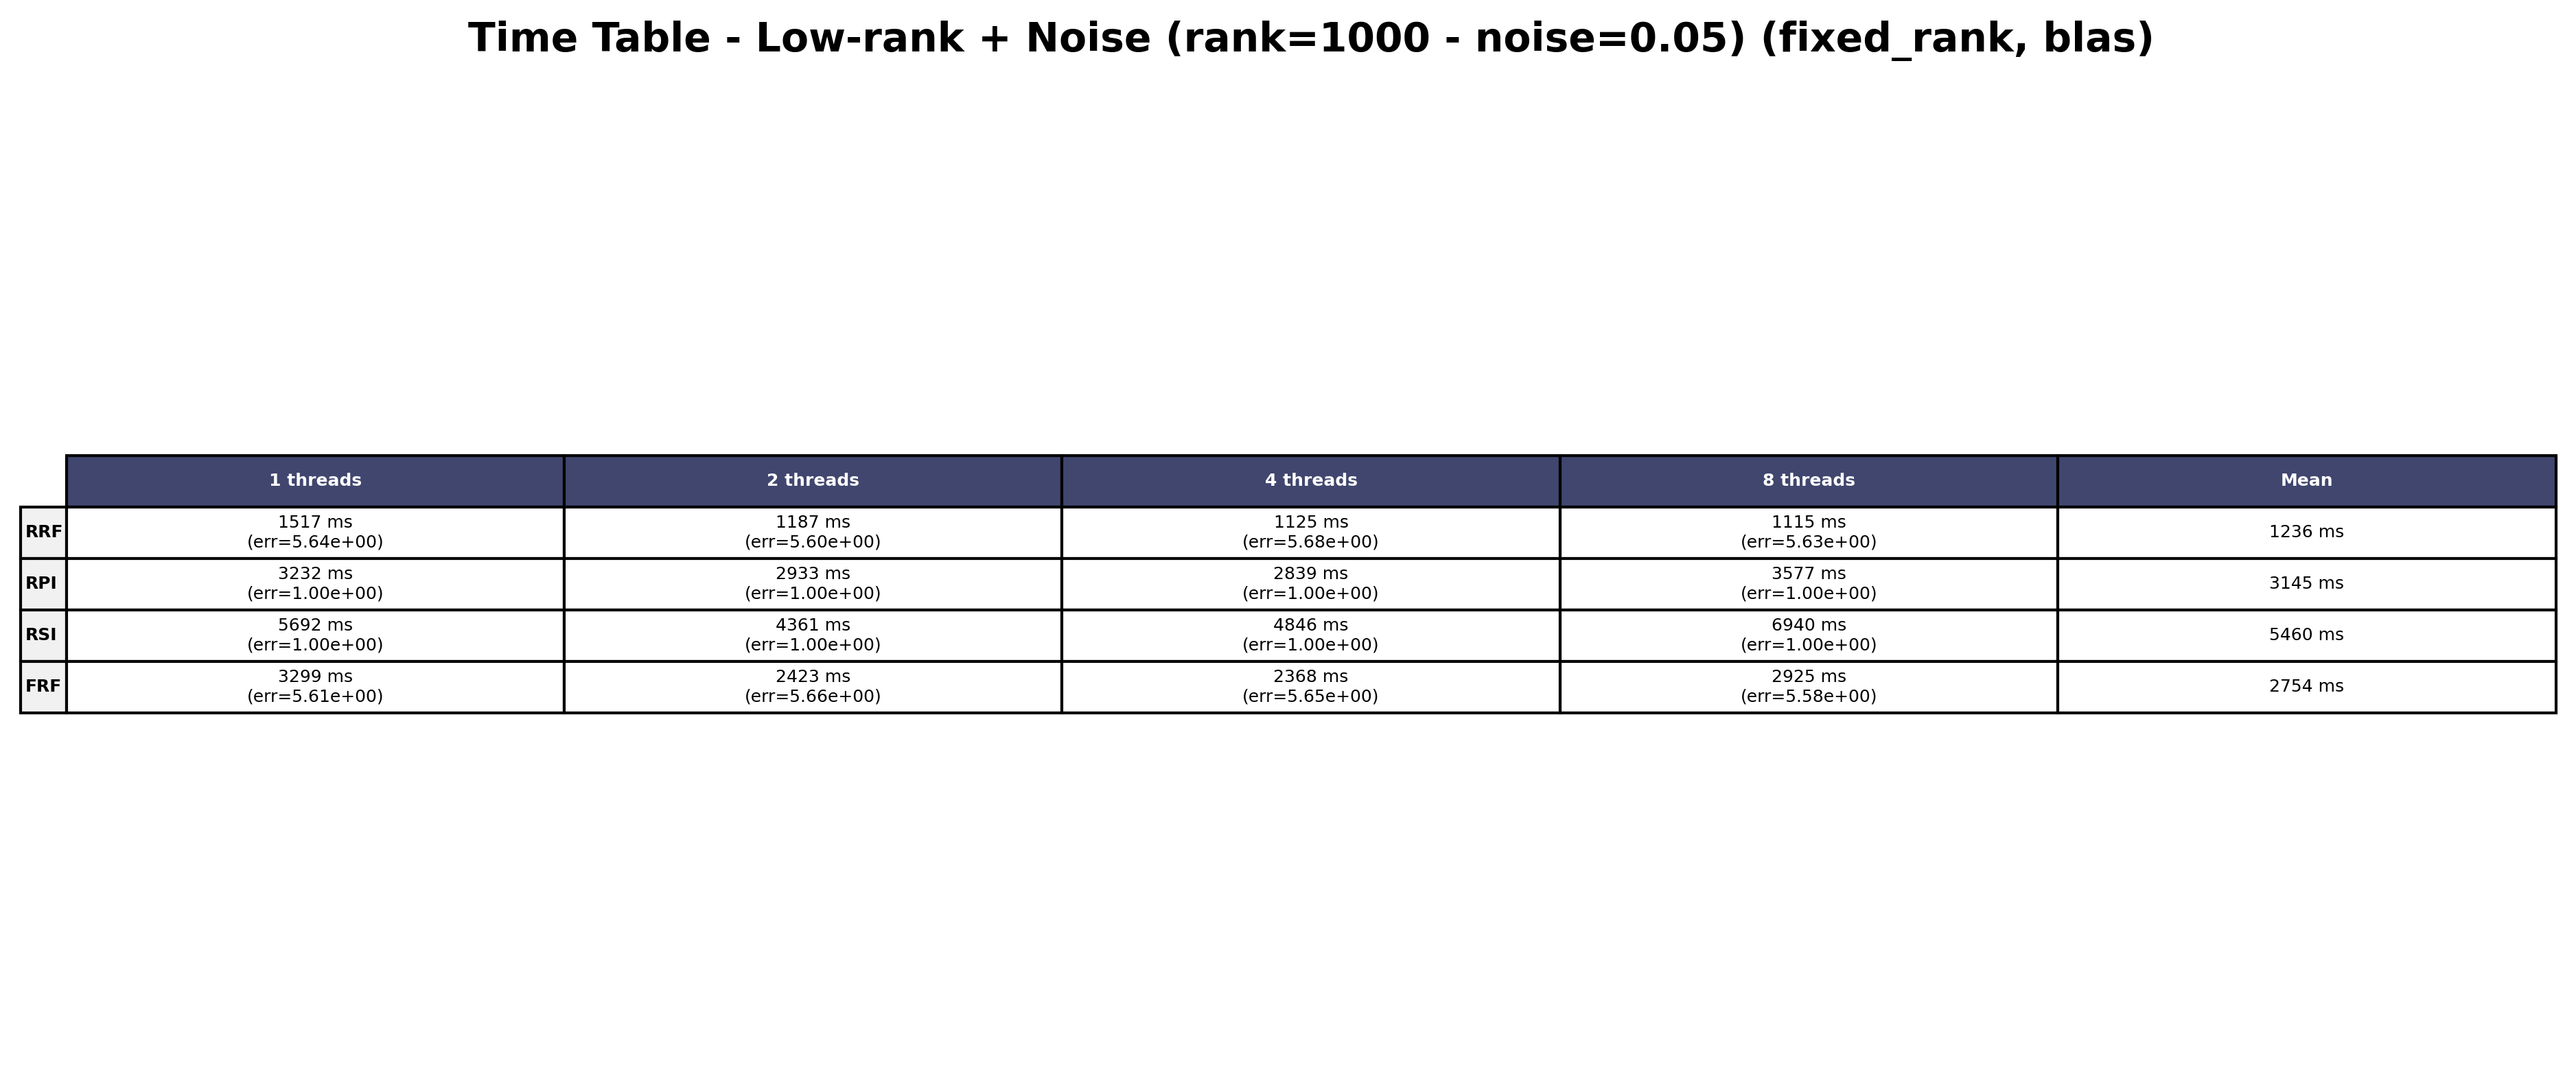 Time Table - Low-rank + Noise (rank=1000 - noise=0.05) (fixed_rank, blas)
1 threads 2 threads 4 threads 8 threads Mean
RRF 1517 ms 1187 ms 1125 ms 1115 ms 1236 ms
(err=5.64e+00) (err=5.60e+00) (err=5.68e+00) (err=5.63e+00)
RPI 3232 ms 2933 ms 2839 ms 3577 ms 3145 ms
(err=1.00e+00) (err=1.00e+00) (err=1.00e+00) (err=1.00e+00)
RSI 5692 ms 4361 ms 4846 ms 6940 ms 5460 ms
(err=1.00e+00) (err=1.00e+00) (err=1.00e+00) (err=1.00e+00)
FRF 3299 ms 2423 ms 2368 ms 2925 ms 2754 ms
(err=5.61e+00) (err=5.66e+00) (err=5.65e+00) (err=5.58e+00)